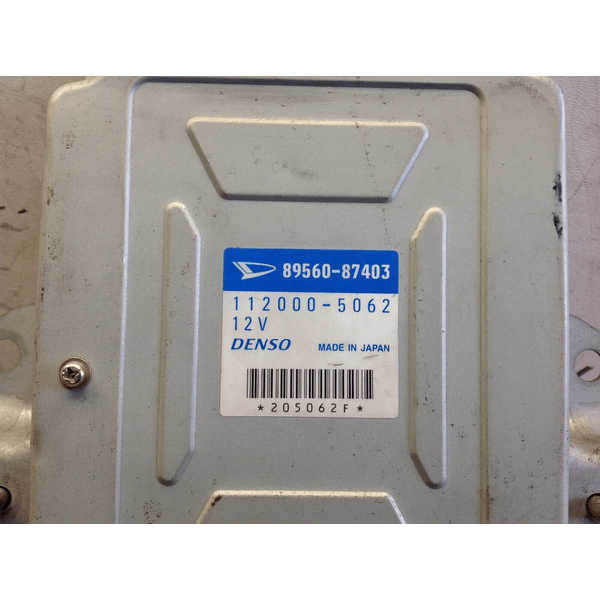 89560-87403
112000-5062
12V
DENSO MADE IN JAPAN
*205062F*